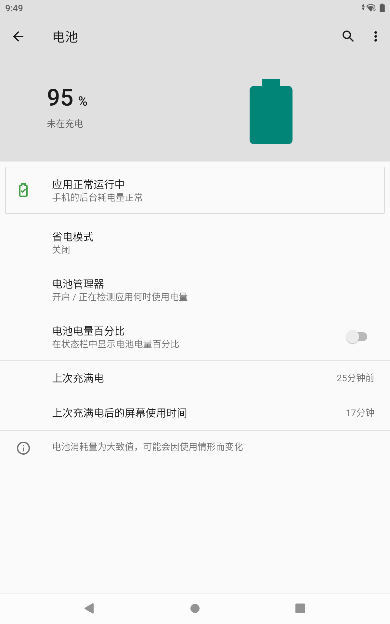 9:49
电池
95 %
未在充电
应用正常运行中
手机的后台耗电量正常
省电模式
关闭
电池管理器
开启 / 正在检测应用何时使用电量
电池电量百分比
在状态栏中显示电池电量百分比
上次充满电
25分钟前
上次充满电后的屏幕使用时间
17分钟
电池消耗量为大致值，可能会因使用情形而变化